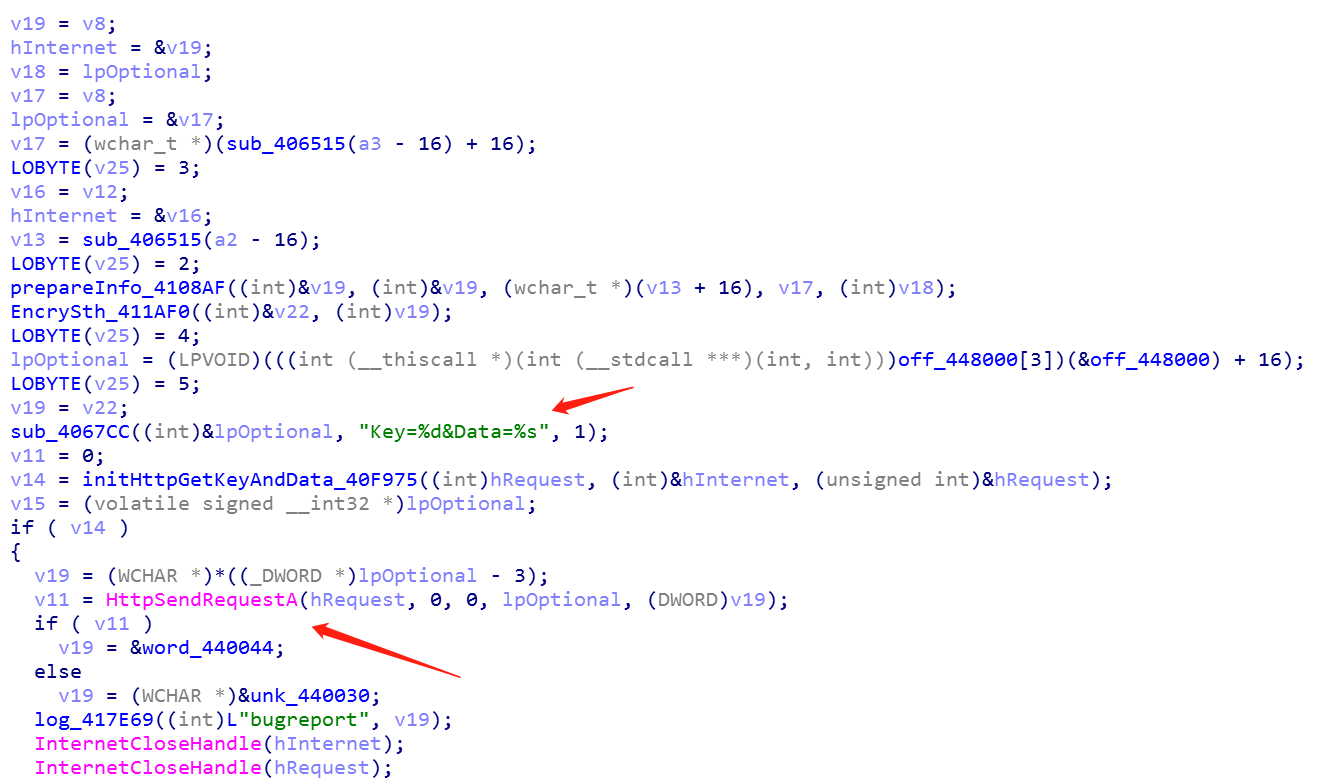 v19 = v8;
hInternet = &v19;
v18 = lpOptional;
v17 = v8;
lpOptional = &v17;
v17 = (wchar_t *)(sub_406515(a3 - 16) + 16);
LOBYTE(v25) = 3;
v16 = v12;
hInternet = &v16;
v13 = sub_406515(a2 - 16);
LOBYTE(v25) = 2;
prepareInfo_4108AF((int)&v19, (int)&v19, (wchar_t *)(v13 + 16), v17, (int)v18);
EncrySth_411AF0((int)&v22, (int)v19);
LOBYTE(v25) = 4;
lpOptional = (LPVOID)(((int (__thiscall *)(int (__stdcall ***)(int, int)))off_448000[3])(&off_448000) + 16);
LOBYTE(v25) = 5;
v19 = v22;
sub_4067CC((int)&lpOptional, "Key=%d&Data=%s", 1);
v11 = 0;
v14 = initHttpGetKeyAndData_40F975((int)hRequest, (int)&hInternet, (unsigned int)&hRequest);
v15 = (volatile signed __int32 *)lpOptional;
if ( v14 )
{
v19 = (WCHAR *)*((_DWORD *)lpOptional - 3);
v11 = HttpSendRequestA(hRequest, 0, 0, lpOptional, (DWORD)v19);
if ( v11 )
v19 = &word_440044;
else
v19 = (WCHAR *)&unk_440030;
log_417E69((int)L"bugreport", v19);
InternetCloseHandle(hInternet);
InternetCloseHandle(hRequest);